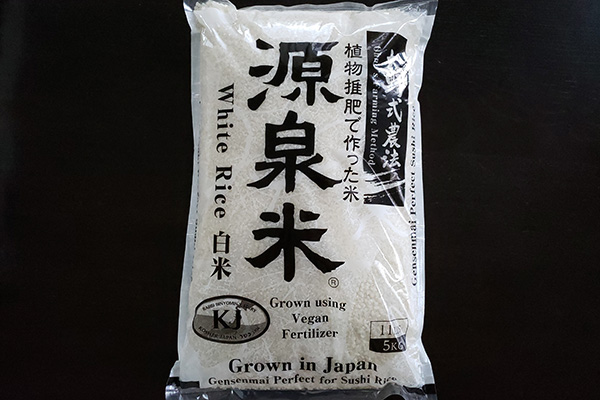 源泉米
植物推肥で作った米
式農法
Farming Method
White Rice 白米
Gensenmai Perfect Sushi Rice
®
KJ
Grown using
Vegan
Fertilizer
5KG
Grown in Japan
Gensenmai Perfect for Sushi Rice